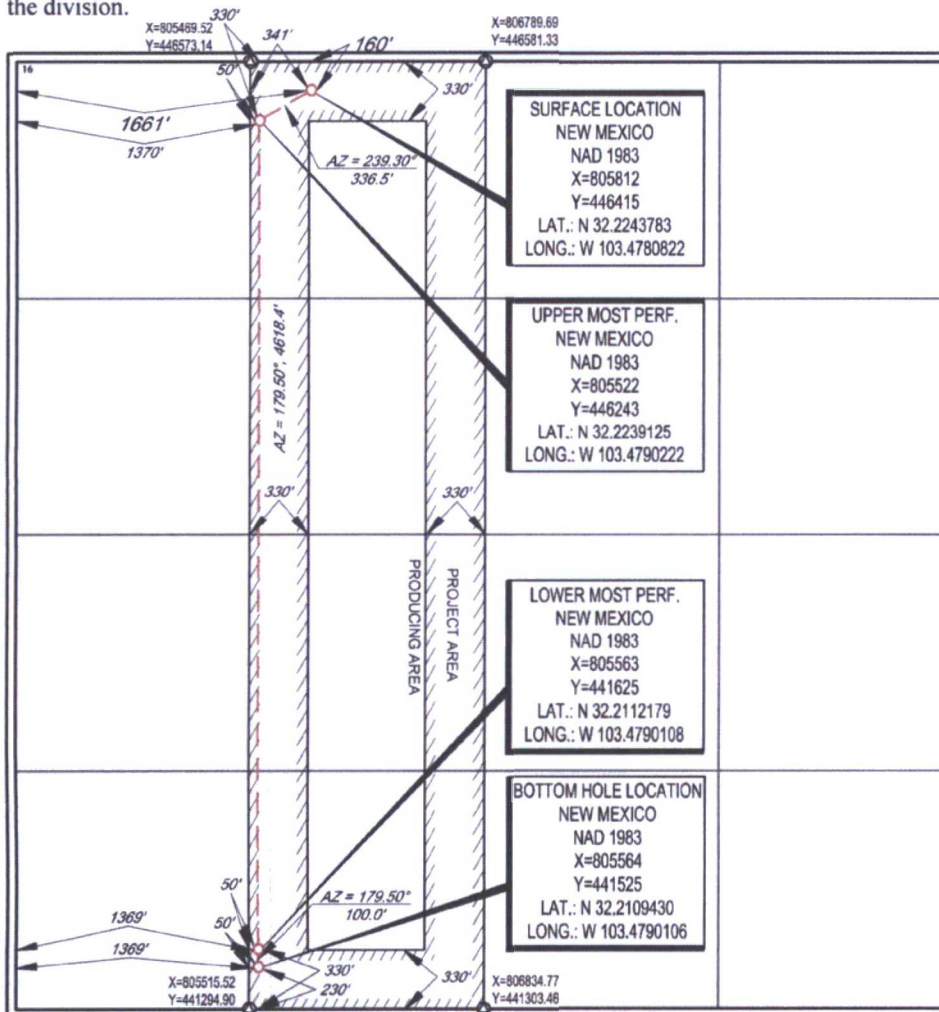 the division.
X=805469.52
Y=446573.14
330'
341'
160'
X=806789.69
Y=446581.33
16
50'
330'
1661'
1370'
AZ = 239.30°
336.5'
SURFACE LOCATION
NEW MEXICO
NAD 1983
X=805812
Y=446415
LAT.: N 32.2243783
LONG.: W 103.4780822
UPPER MOST PERF.
NEW MEXICO
NAD 1983
X=805522
Y=446243
LAT.: N 32.2239125
LONG.: W 103.4790222
AZ = 179.50°, 4618.4'
330'
330'
PRODUCING AREA
PROJECT AREA
LOWER MOST PERF.
NEW MEXICO
NAD 1983
X=805563
Y=441625
LAT.: N 32.2112179
LONG.: W 103.4790108
BOTTOM HOLE LOCATION
NEW MEXICO
NAD 1983
X=805564
Y=441525
LAT.: N 32.2109430
LONG.: W 103.4790106
50'
50'
AZ = 179.50°
100.0'
1369'
1369'
330'
230'
330'
X=805515.52
Y=441294.90
X=806834.77
Y=441303.46